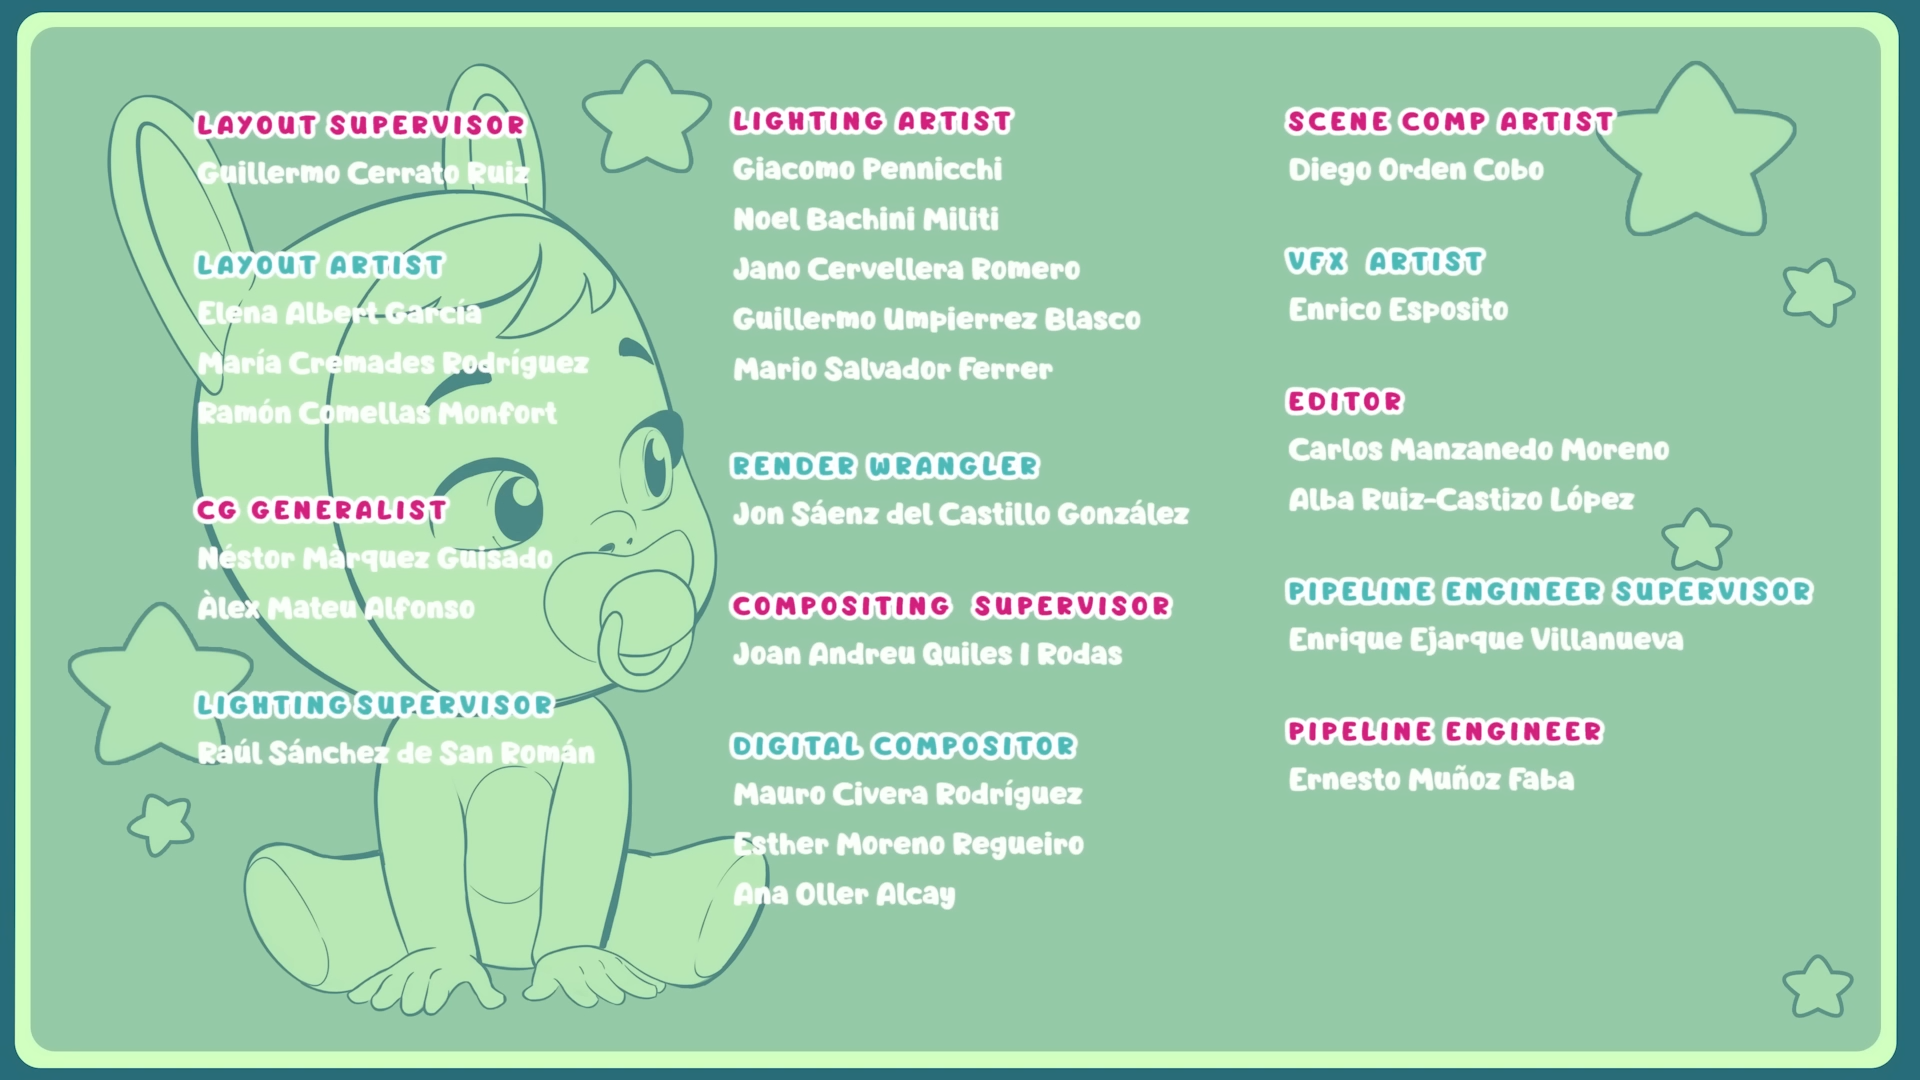 LAYOUT SUPERVISOR
Guillermo Cerrato Ruiz
LAYOUT ARTIST
Elena Albert García
María Cremades Rodríguez
Ramón Comellas Monfort
CG GENERALIST
Néstor Màrquez Guisado
Àlex Mateu Alfonso
LIGHTING SUPERVISOR
Raúl Sánchez de San Román
LIGHTING ARTIST
Giacomo Pennicchi
Noel Bachini Militi
Jano Cervellera Romero
Guillermo Umpierrez Blasco
Mario Salvador Ferrer
RENDER WRANGLER
Jon Sáenz del Castillo González
COMPOSITING SUPERVISOR
Joan Andreu Quiles I Rodas
DIGITAL COMPOSITOR
Mauro Civera Rodríguez
Esther Moreno Regueiro
Ana Oller Alcay
SCENE COMP ARTIST
Diego Orden Cobo
VFX ARTIST
Enrico Esposito
EDITOR
Carlos Manzanedo Moreno
Alba Ruiz-Castizo López
PIPELINE ENGINEER SUPERVISOR
Enrique Ejarque Villanueva
PIPELINE ENGINEER
Ernesto Muñoz Faba